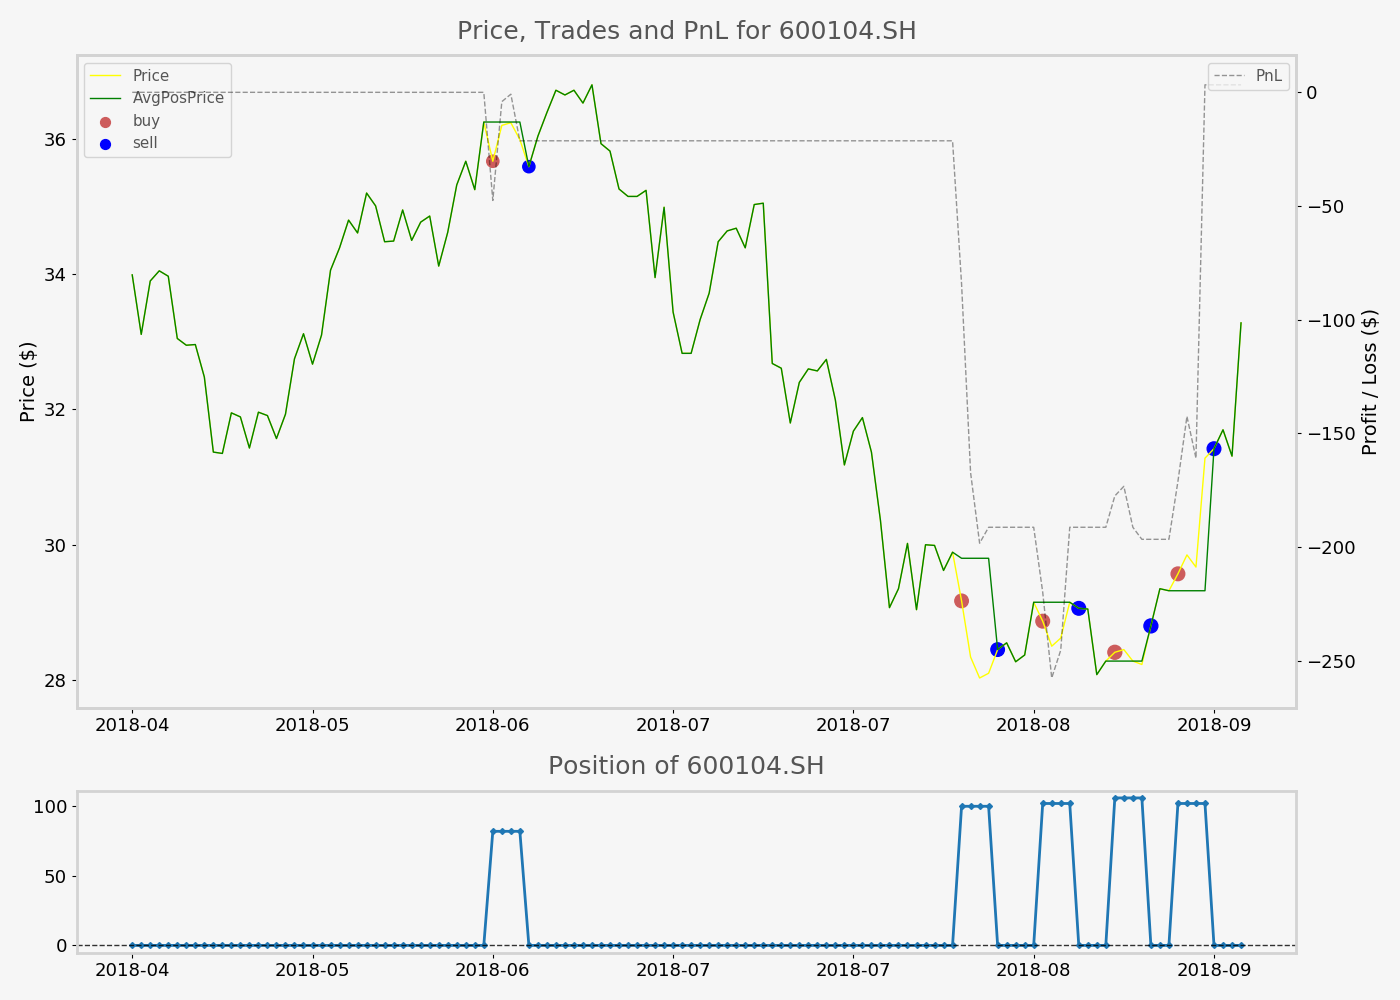 Price, Trades and PnL for 600104.SH
Price
AvgPosPrice
buy
sell
PnL
36
34
32
30
28
Price ($)
0
−50
−100
−150
−200
−250
Profit / Loss ($)
2018-04 2018-05 2018-06 2018-07 2018-07 2018-08 2018-09
Position of 600104.SH
100
50
0
2018-04 2018-05 2018-06 2018-07 2018-07 2018-08 2018-09